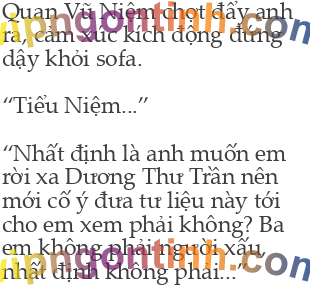 Quan Vũ Niệm chợt đẩy anh
ra, cảm xúc kích động đứng
dậy khỏi sofa.
“Tiểu Niệm...”
“Nhất định là anh muốn em
rời xa Dương Thư Trần nên
mới cố ý đưa tư liệu này tới
cho em xem phải không? Ba
em không phải người xấu,
nhất định không phải...”